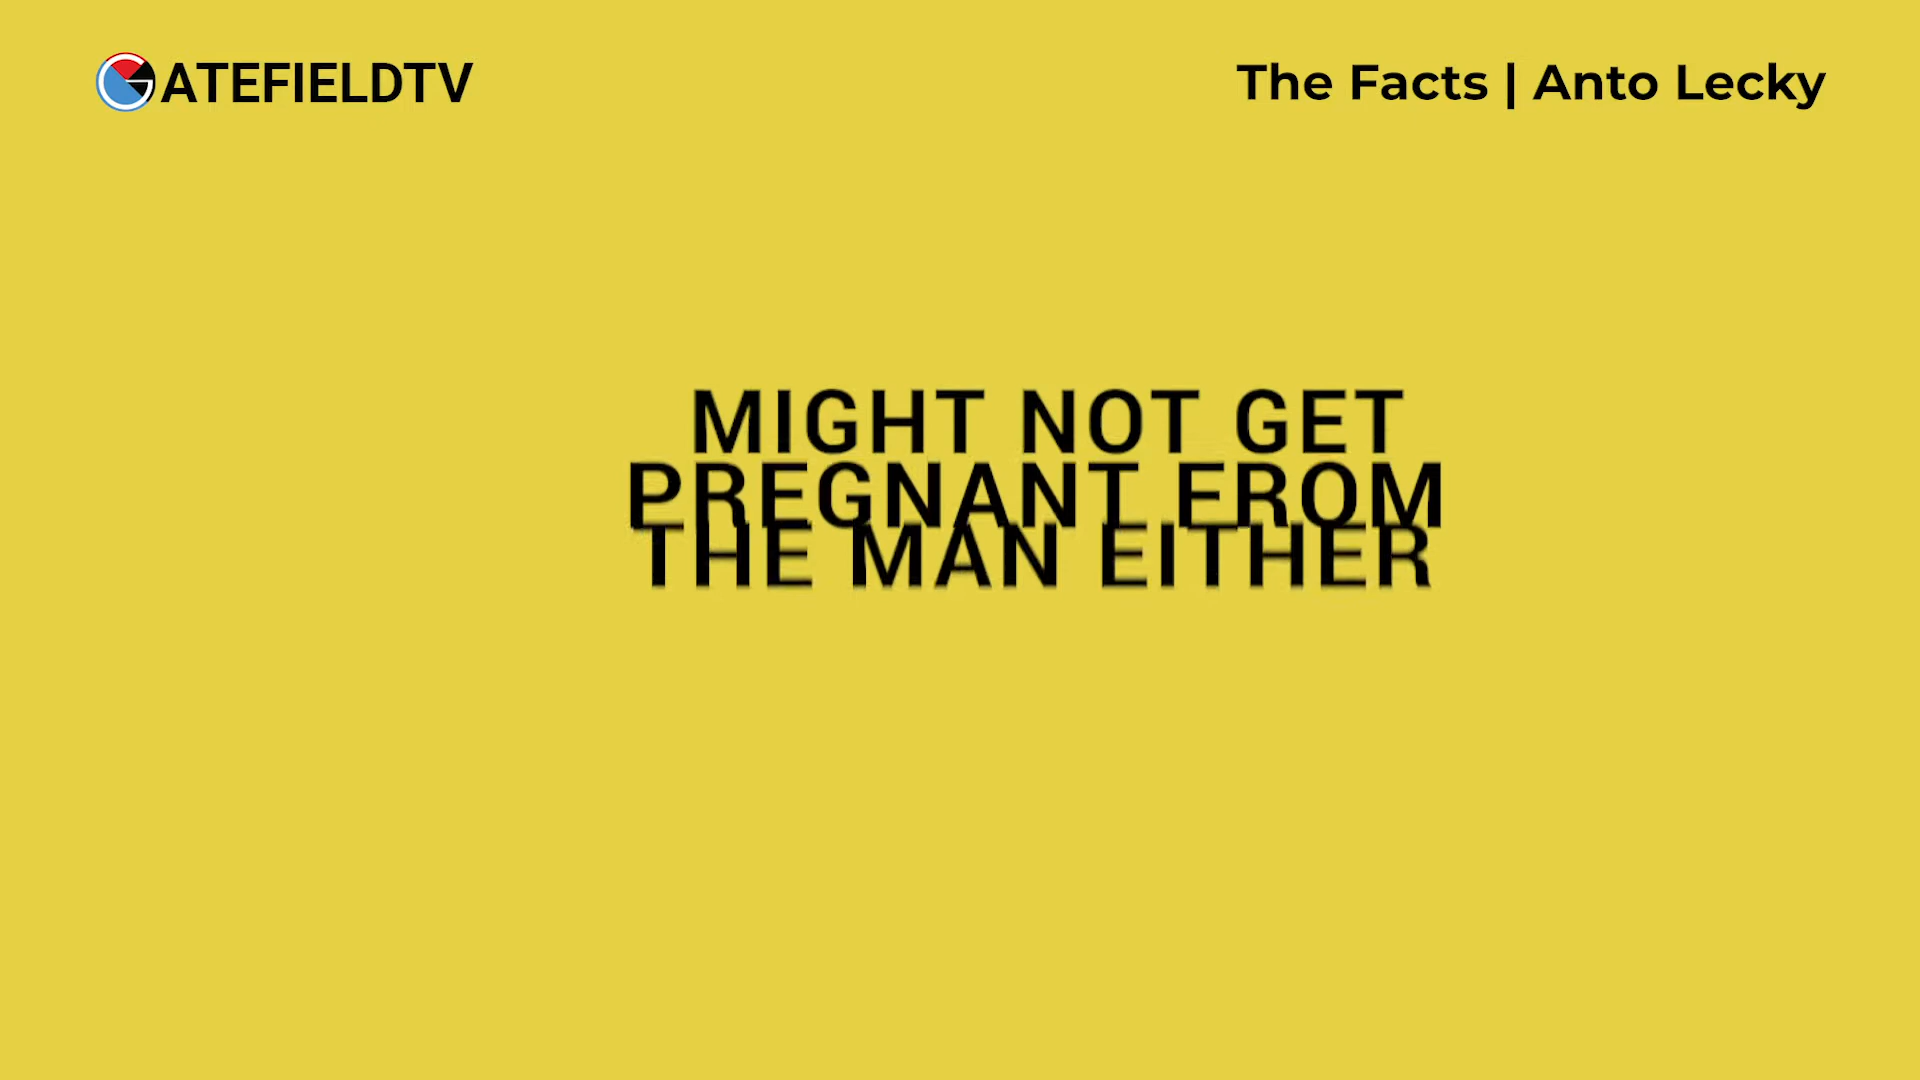 GATEFIELDTV
The Facts | Anto Lecky
MIGHT NOT GET
PREGNANT FROM
THE MAN EITHER